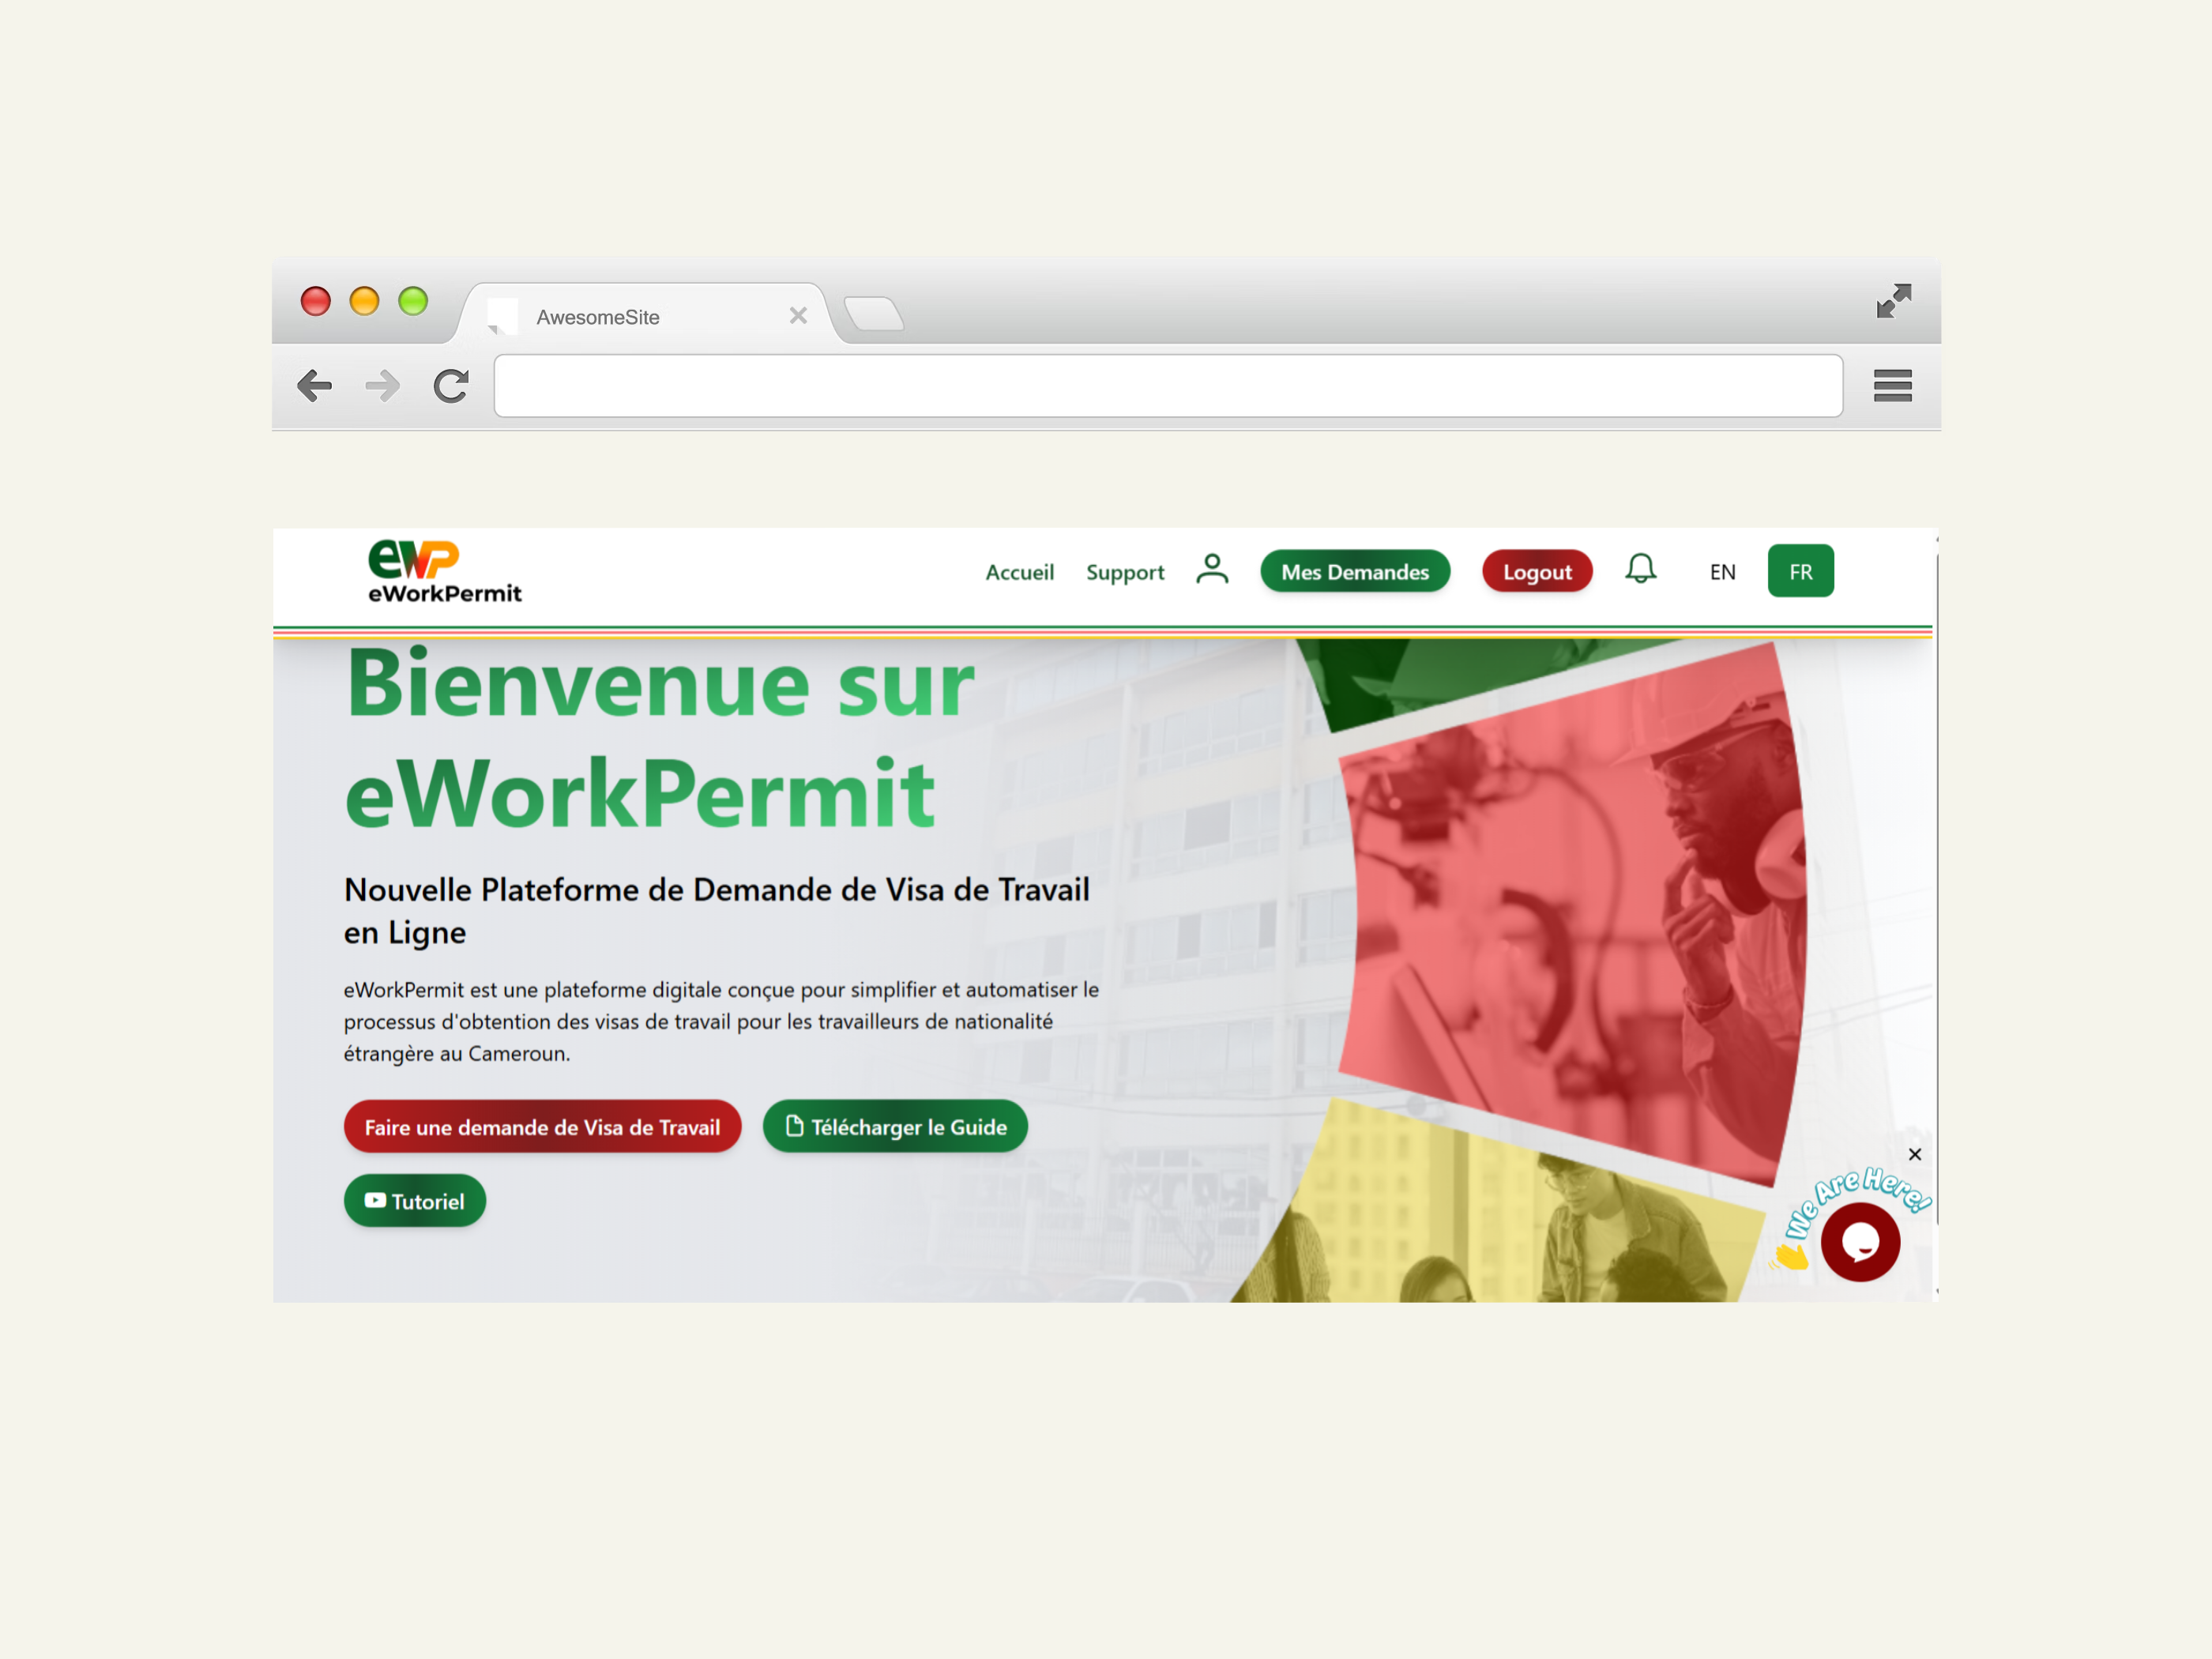 AwesomeSite
eWP
eWorkPermit
Accueil Support Mes Demandes Logout EN FR
Bienvenue sur
eWorkPermit
Nouvelle Plateforme de Demande de Visa de Travail
en Ligne
eWorkPermit est une plateforme digitale conçue pour simplifier et automatiser le
processus d'obtention des visas de travail pour les travailleurs de nationalité
étrangère au Cameroun.
Faire une demande de Visa de Travail Télécharger le Guide
Tutoriel
We Are Here!